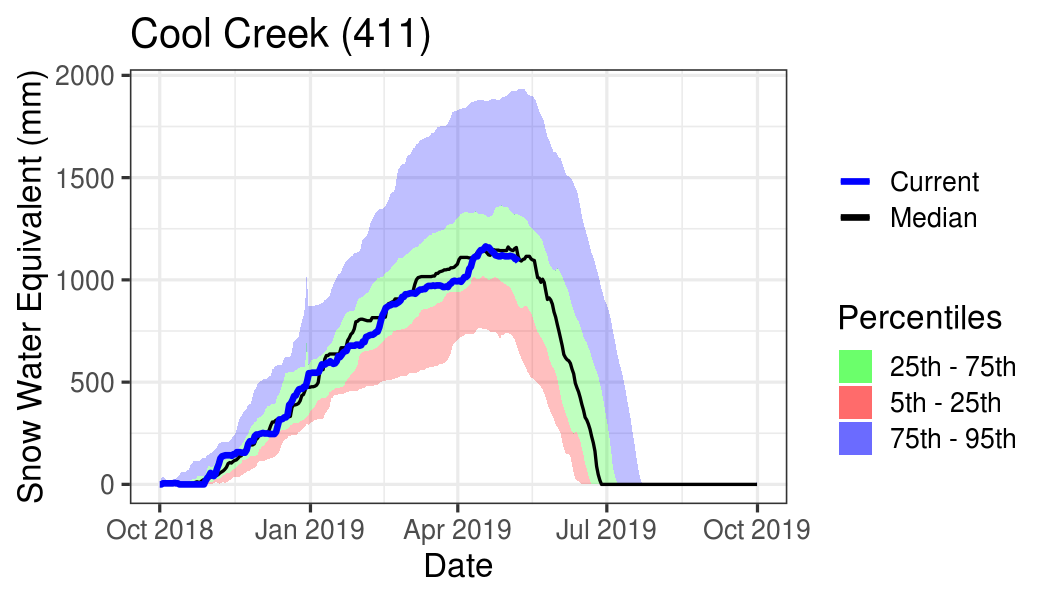 Cool Creek (411)
Snow Water Equivalent (mm)
2000
1500
1000
500
0
Oct 2018
Jan 2019
Apr 2019
Jul 2019
Oct 2019
Date
Current
Median
Percentiles
25th - 75th
5th - 25th
75th - 95th